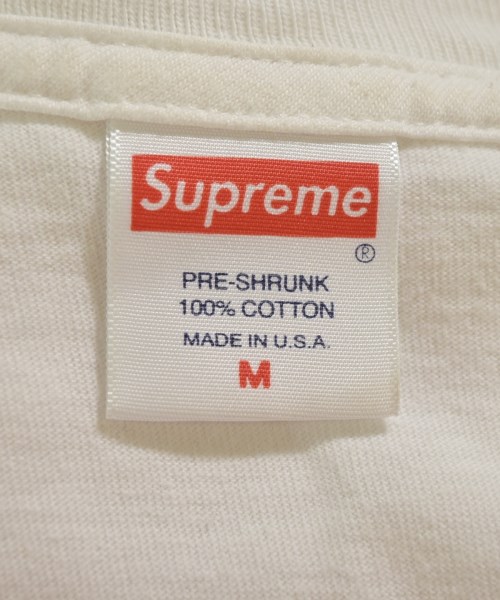 Supreme
®
PRE-SHRUNK
100% COTTON
MADE IN U.S.A.
M